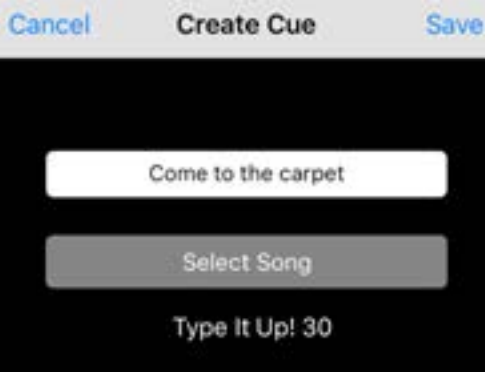 Cancel Create Cue Save
Come to the carpet
Select Song
Type It Up! 30